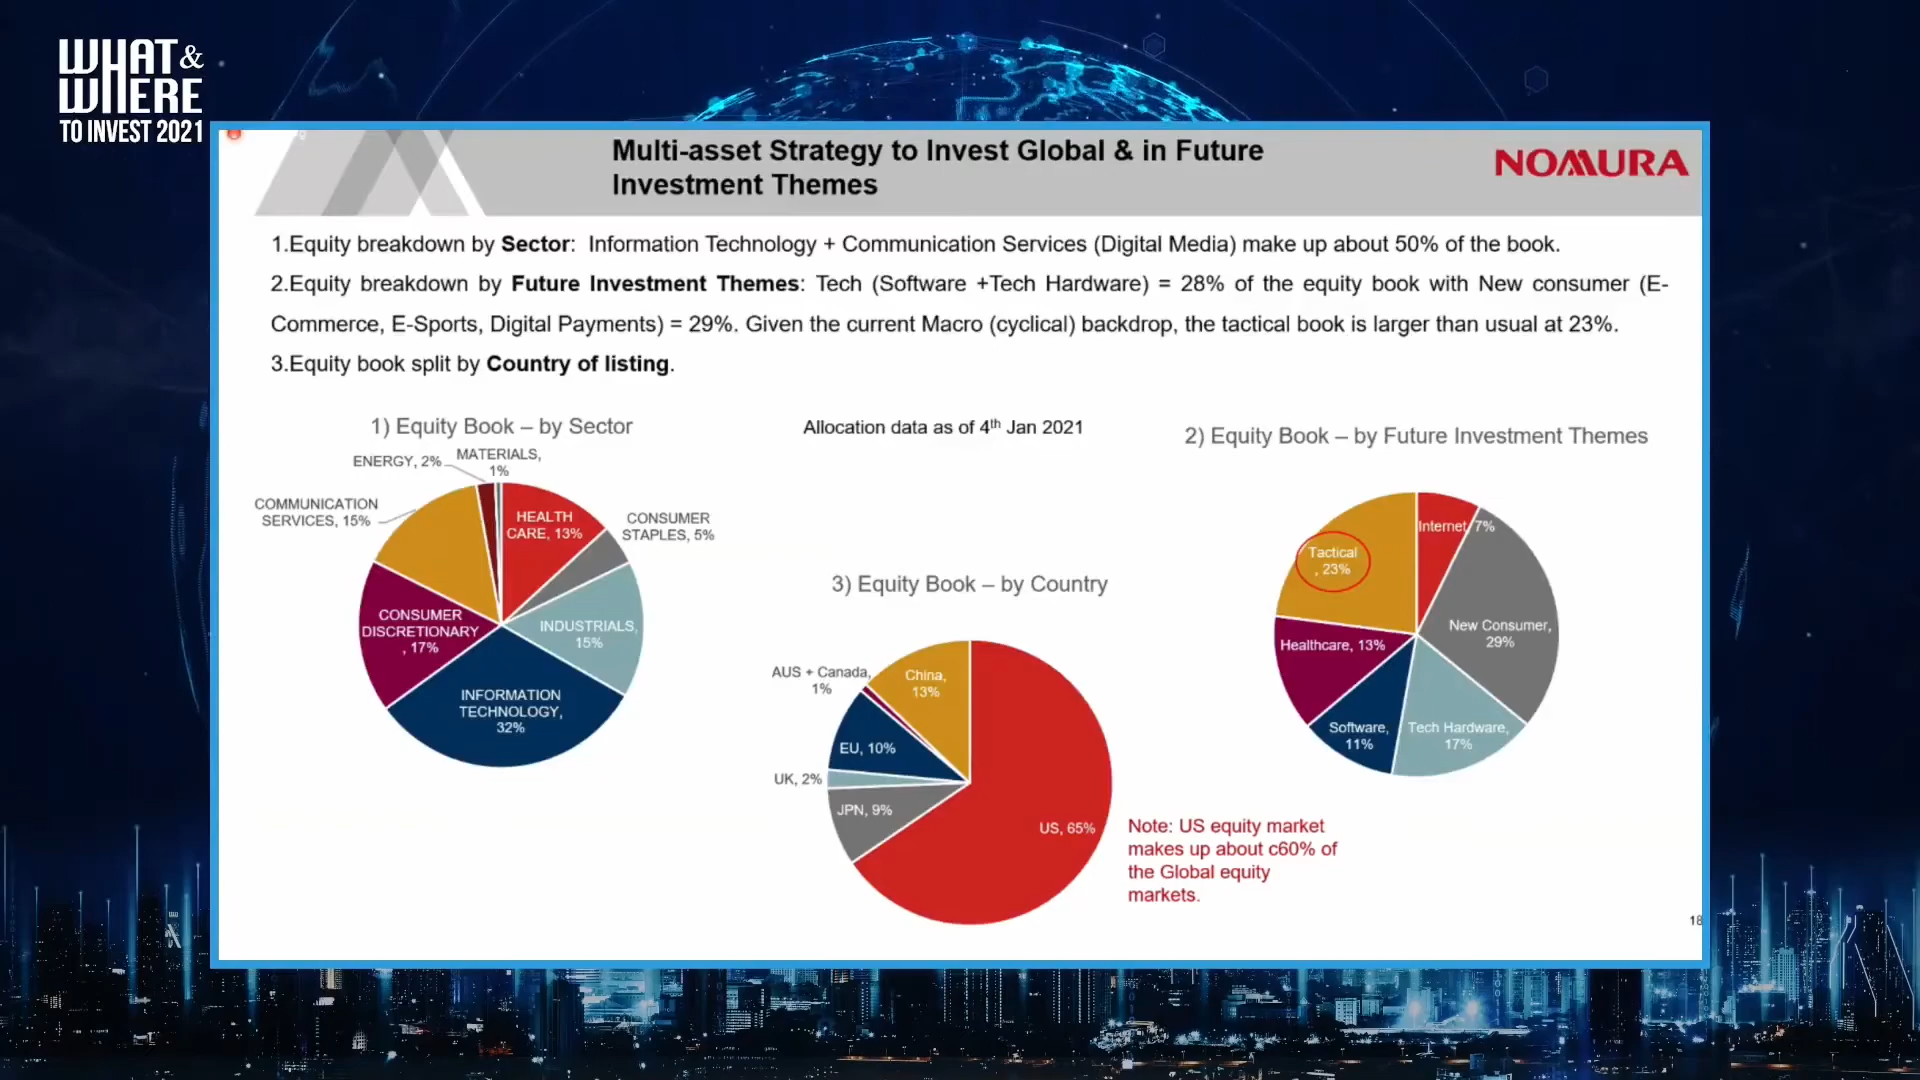 WHAT &
WHERE
TO INVEST 2021
Multi-asset Strategy to Invest Global & in Future
Investment Themes
NOMURA
1.Equity breakdown by Sector: Information Technology + Communication Services (Digital Media) make up about 50% of the book.
2.Equity breakdown by Future Investment Themes: Tech (Software +Tech Hardware) = 28% of the equity book with New consumer (E-
Commerce, E-Sports, Digital Payments) = 29%. Given the current Macro (cyclical) backdrop, the tactical book is larger than usual at 23%.
3.Equity book split by Country of listing.
1) Equity Book – by Sector
ENERGY, 2%
MATERIALS,
1%
COMMUNICATION
SERVICES, 15%
HEALTH
CARE, 13%
CONSUMER
STAPLES, 5%
CONSUMER
DISCRETIONARY
, 17%
INDUSTRIALS,
15%
INFORMATION
TECHNOLOGY,
32%
Allocation data as of 4th Jan 2021
3) Equity Book – by Country
AUS + Canada,
1%
China,
13%
EU, 10%
UK, 2%
JPN, 9%
US, 65%
Note: US equity market
makes up about c60% of
the Global equity
markets.
2) Equity Book – by Future Investment Themes
Internet, 7%
Tactical
, 23%
New Consumer,
29%
Healthcare, 13%
Software,
11%
Tech Hardware,
17%
18